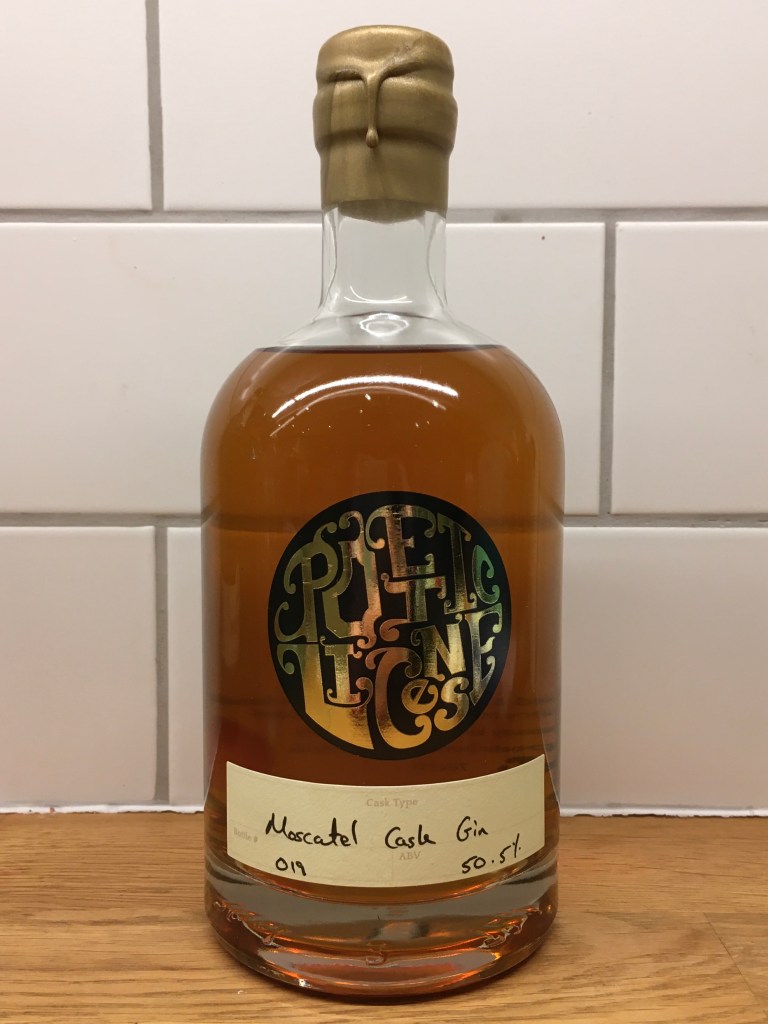 POETIC
LICENSE
Cask Type
Moscatel Cask Gin
Bottle #
ABV
019
50.5%